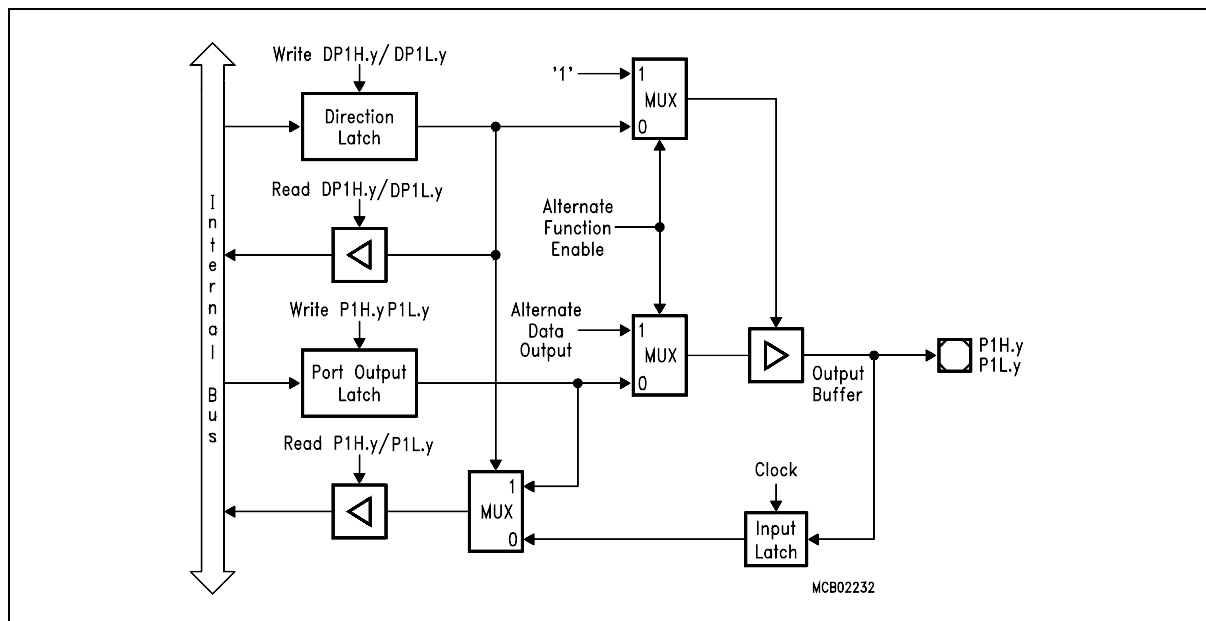 Write DP1H.y/DP1L.y
'1'
1
MUX
0
Direction
Latch
Read DP1H.y/DP1L.y
Internal Bus
Alternate
Function
Enable
Write P1H.y P1L.y
Alternate
Data
Output
1
MUX
0
Port Output
Latch
P1H.y
P1L.y
Output
Buffer
Read P1H.y/P1L.y
Clock
1
MUX
0
Input
Latch
MCB02232